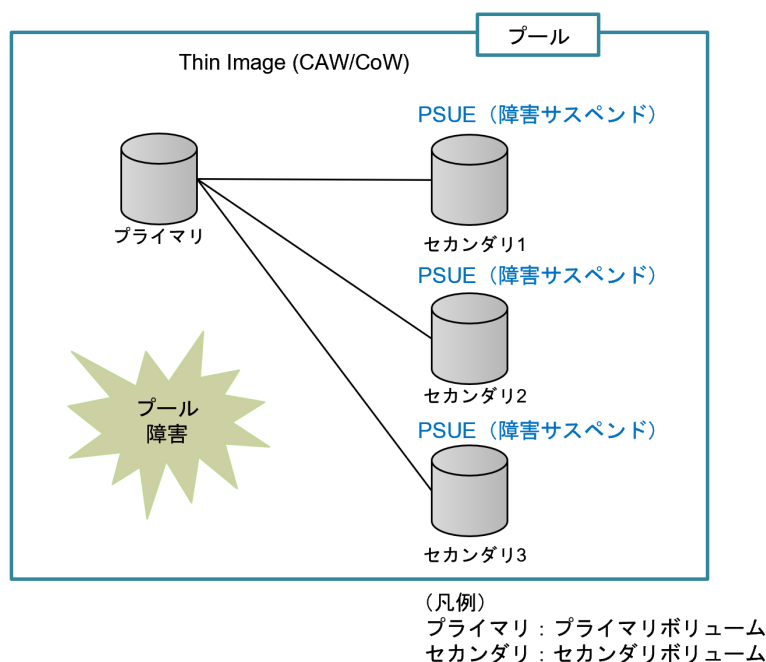 プール
Thin Image (CAW/CoW)
PSUE（障害サスペンド）
プライマリ
セカンダリ1
PSUE（障害サスペンド）
セカンダリ2
プール
障害
PSUE（障害サスペンド）
セカンダリ3
（凡例）
プライマリ：プライマリボリューム
セカンダリ：セカンダリボリューム